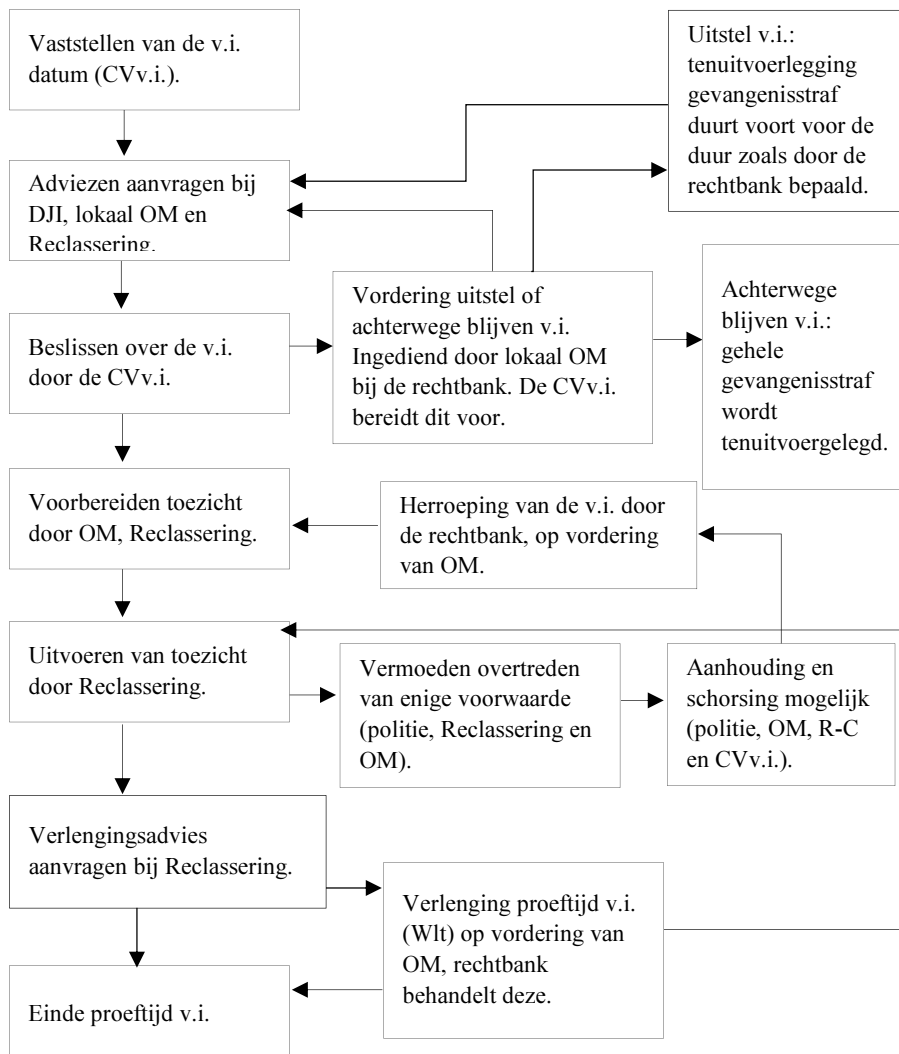 Vaststellen van de v.i.
datum (CVv.i.).
Uitstel v.i.:
tenuitvoerlegging
gevangenisstraf
duurt voort voor de
duur zoals door de
rechtbank bepaald.
Adviezen aanvragen bij
DJI, lokaal OM en
Reclassering.
Beslissen over de v.i.
door de CVv.i.
Vordering uitstel of
achterwege blijven v.i.
Ingediend door lokaal OM
bij de rechtbank. De CVv.i.
bereidt dit voor.
Achterwege
blijven v.i.:
gehele
gevangenisstraf
wordt
tenuitvoergelegd.
Voorbereiden toezicht
door OM, Reclassering.
Herroeping van de v.i. door
de rechtbank, op vordering
van OM.
Uitvoeren van toezicht
door Reclassering.
Vermoeden overtreden
van enige voorwaarde
(politie, Reclassering en
OM).
Aanhouding en
schorsing mogelijk
(politie, OM, R-C
en CVv.i.).
Verlengingsadvies
aanvragen bij Reclassering.
Verlenging proeftijd v.i.
(Wlt) op vordering van
OM, rechtbank
behandelt deze.
Einde proeftijd v.i.